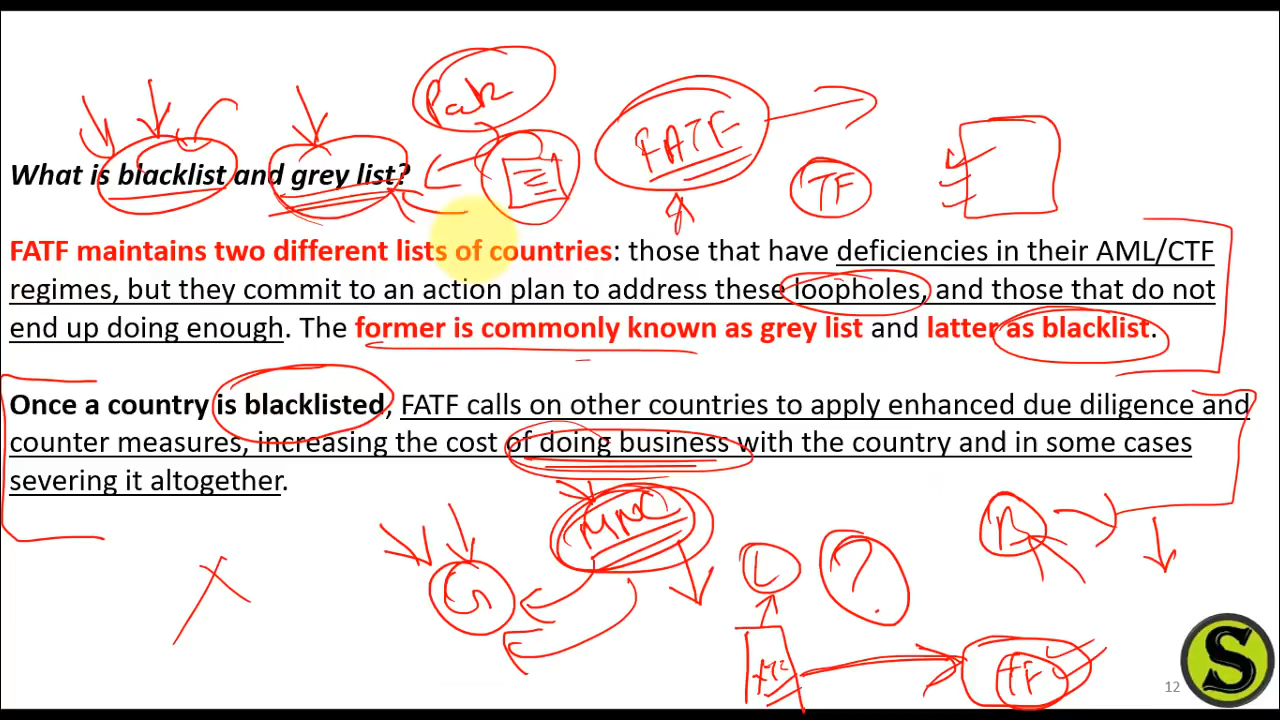 Pak
FATF
TF
What is blacklist and grey list?
FATF maintains two different lists of countries: those that have deficiencies in their AML/CTF
regimes, but they commit to an action plan to address these loopholes, and those that do not
end up doing enough. The former is commonly known as grey list and latter as blacklist.
Once a country is blacklisted, FATF calls on other countries to apply enhanced due diligence and
counter measures, increasing the cost of doing business with the country and in some cases
severing it altogether.
MNC
G
L
?
B
TF
S
12